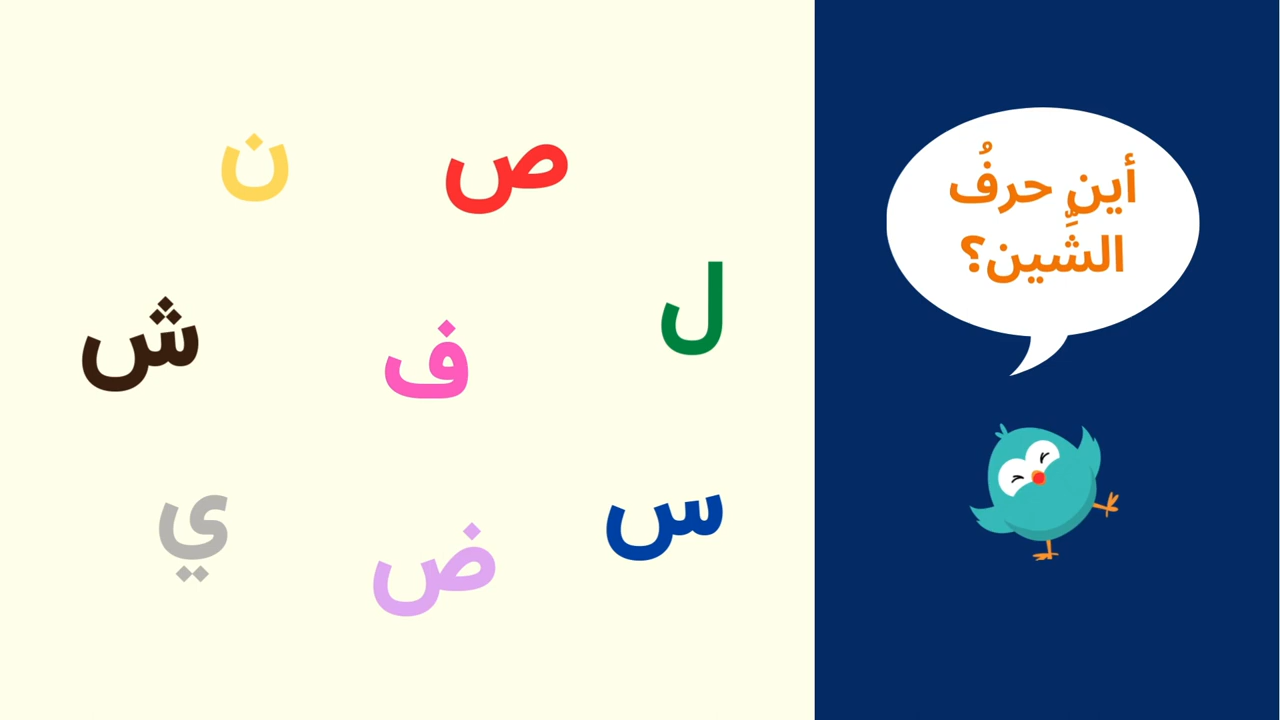 ص
ن
ل
ف
ش
س
ض
ي
أين حرفُ
الشِّين؟